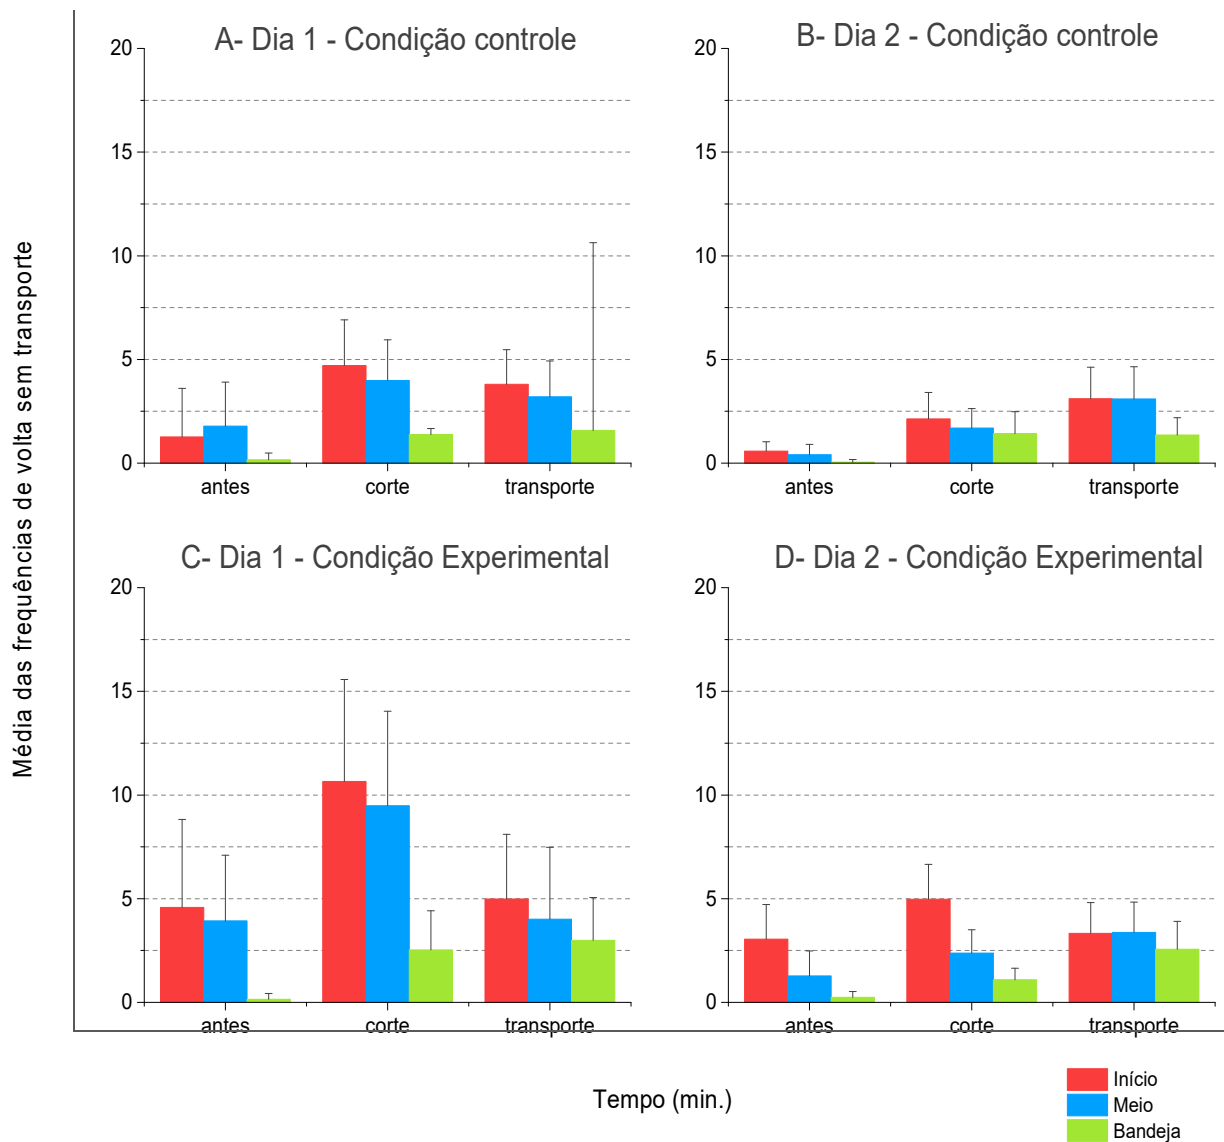 Média das frequências de volta sem transporte
A- Dia 1 - Condição controle
20
15
10
5
0
antes corte transporte
B- Dia 2 - Condição controle
20
15
10
5
0
antes corte transporte
C- Dia 1 - Condição Experimental
20
15
10
5
0
antes corte transporte
D- Dia 2 - Condição Experimental
20
15
10
5
0
antes corte transporte
Tempo (min.)
Início
Meio
Bandeja